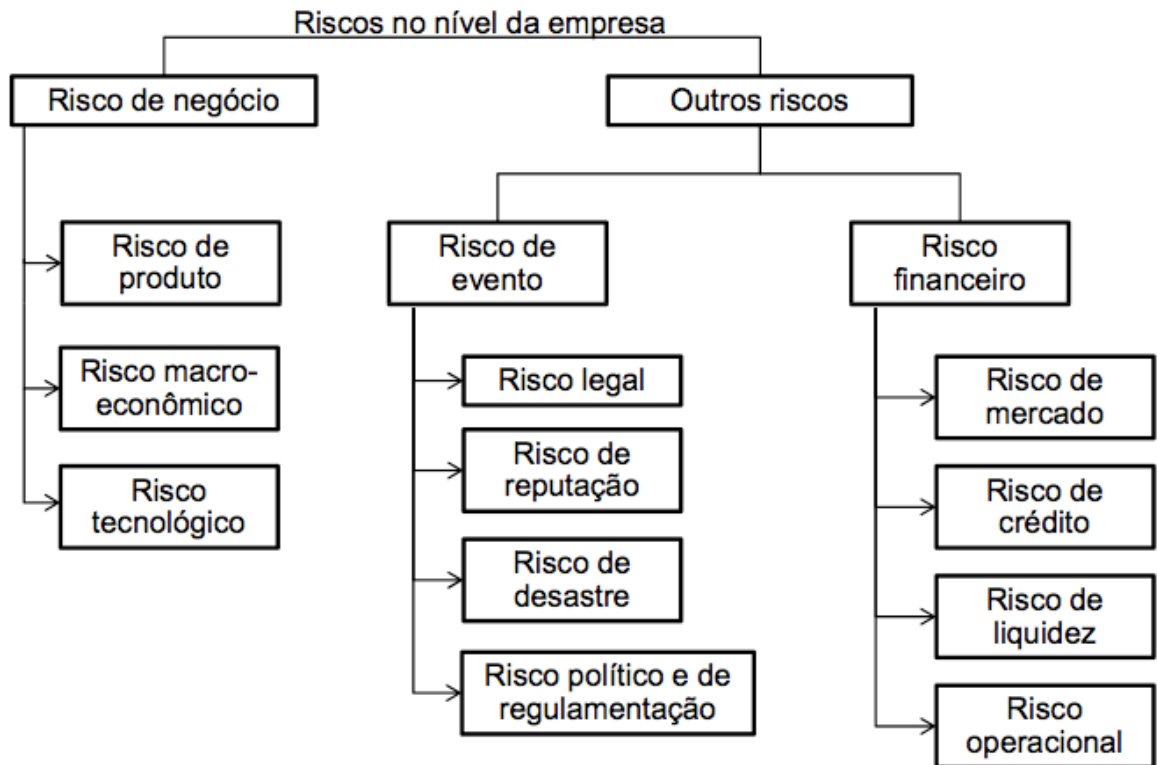 Riscos no nível da empresa
Risco de negócio
Outros riscos
Risco de
produto
Risco macro-
econômico
Risco
tecnológico
Risco de
evento
Risco legal
Risco de
reputação
Risco de
desastre
Risco político e de
regulamentação
Risco
financeiro
Risco de
mercado
Risco de
crédito
Risco de
liquidez
Risco
operacional